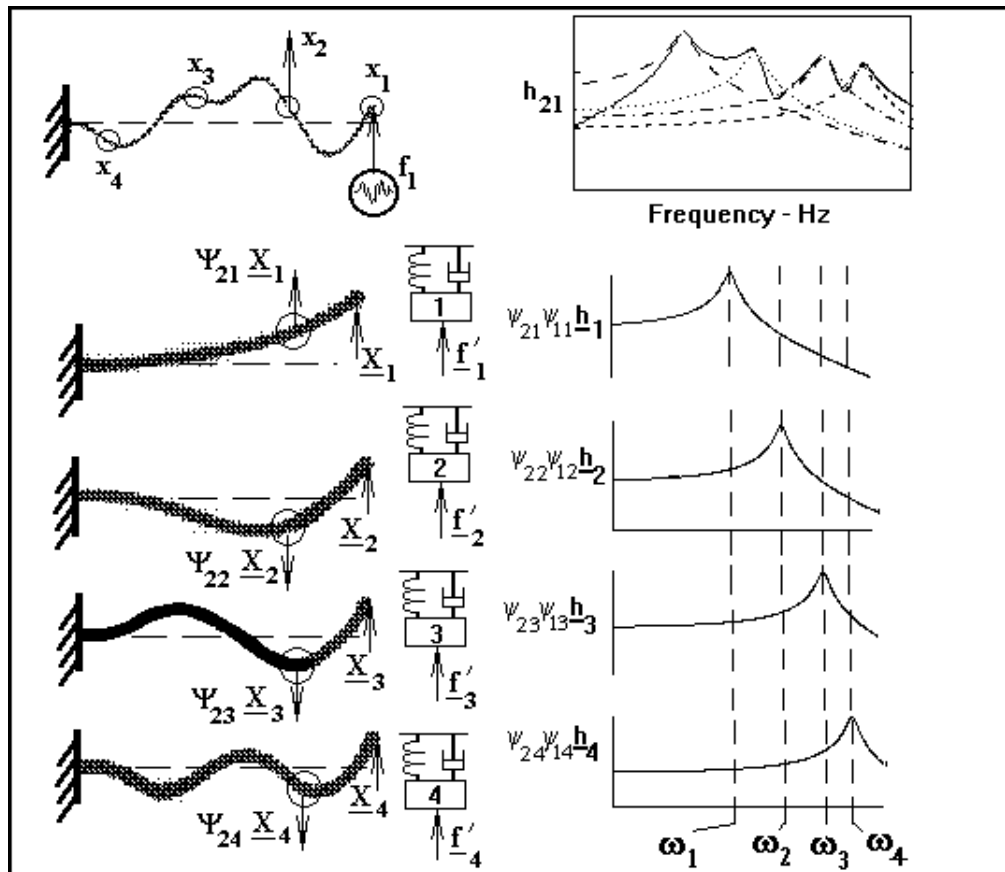 x₂
x₃
x₁
x₄
f₁
h₂₁
Frequency - Hz
Ψ₂₁ X₁
X₁
1
f′₁
Ψ₂₁Ψ₁₁h₁
Ψ₂₂ X₂
X₂
2
f′₂
Ψ₂₂Ψ₁₂h₂
Ψ₂₃ X₃
X₃
3
f′₃
Ψ₂₃Ψ₁₃h₃
Ψ₂₄ X₄
X₄
4
f′₄
Ψ₂₄Ψ₁₄h₄
ω₁ ω₂ ω₃ ω₄